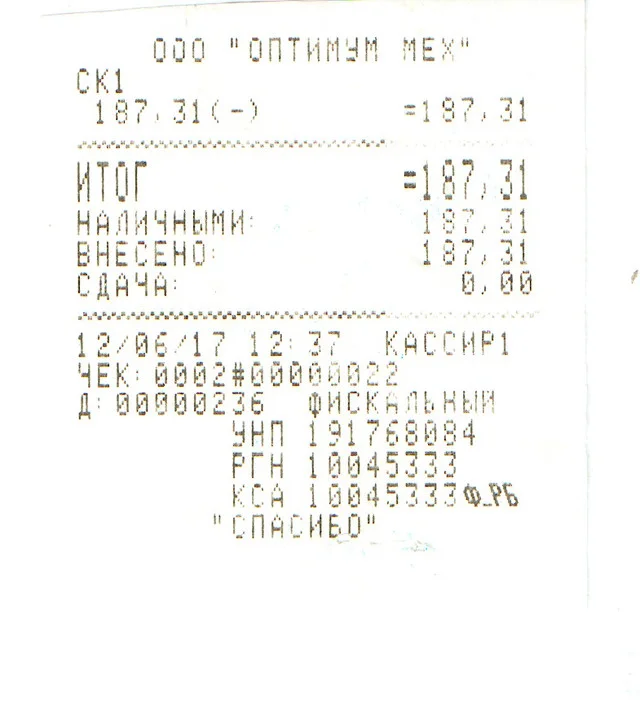 ООО "ОПТИМУМ МЕХ"
СК1
187,31(-) =187,31
ИТОГ =187,31
НАЛИЧНЫМИ: 187,31
ВНЕСЕНО: 187,31
СДАЧА: 0,00
12/06/17 12:37 КАССИР1
ЧЕК:0002#00000022
Д:00000236 ФИСКАЛЬНЫЙ
УНП 191768084
РГН 10045333
КСА 10045333Ф_РБ
"СПАСИБО"